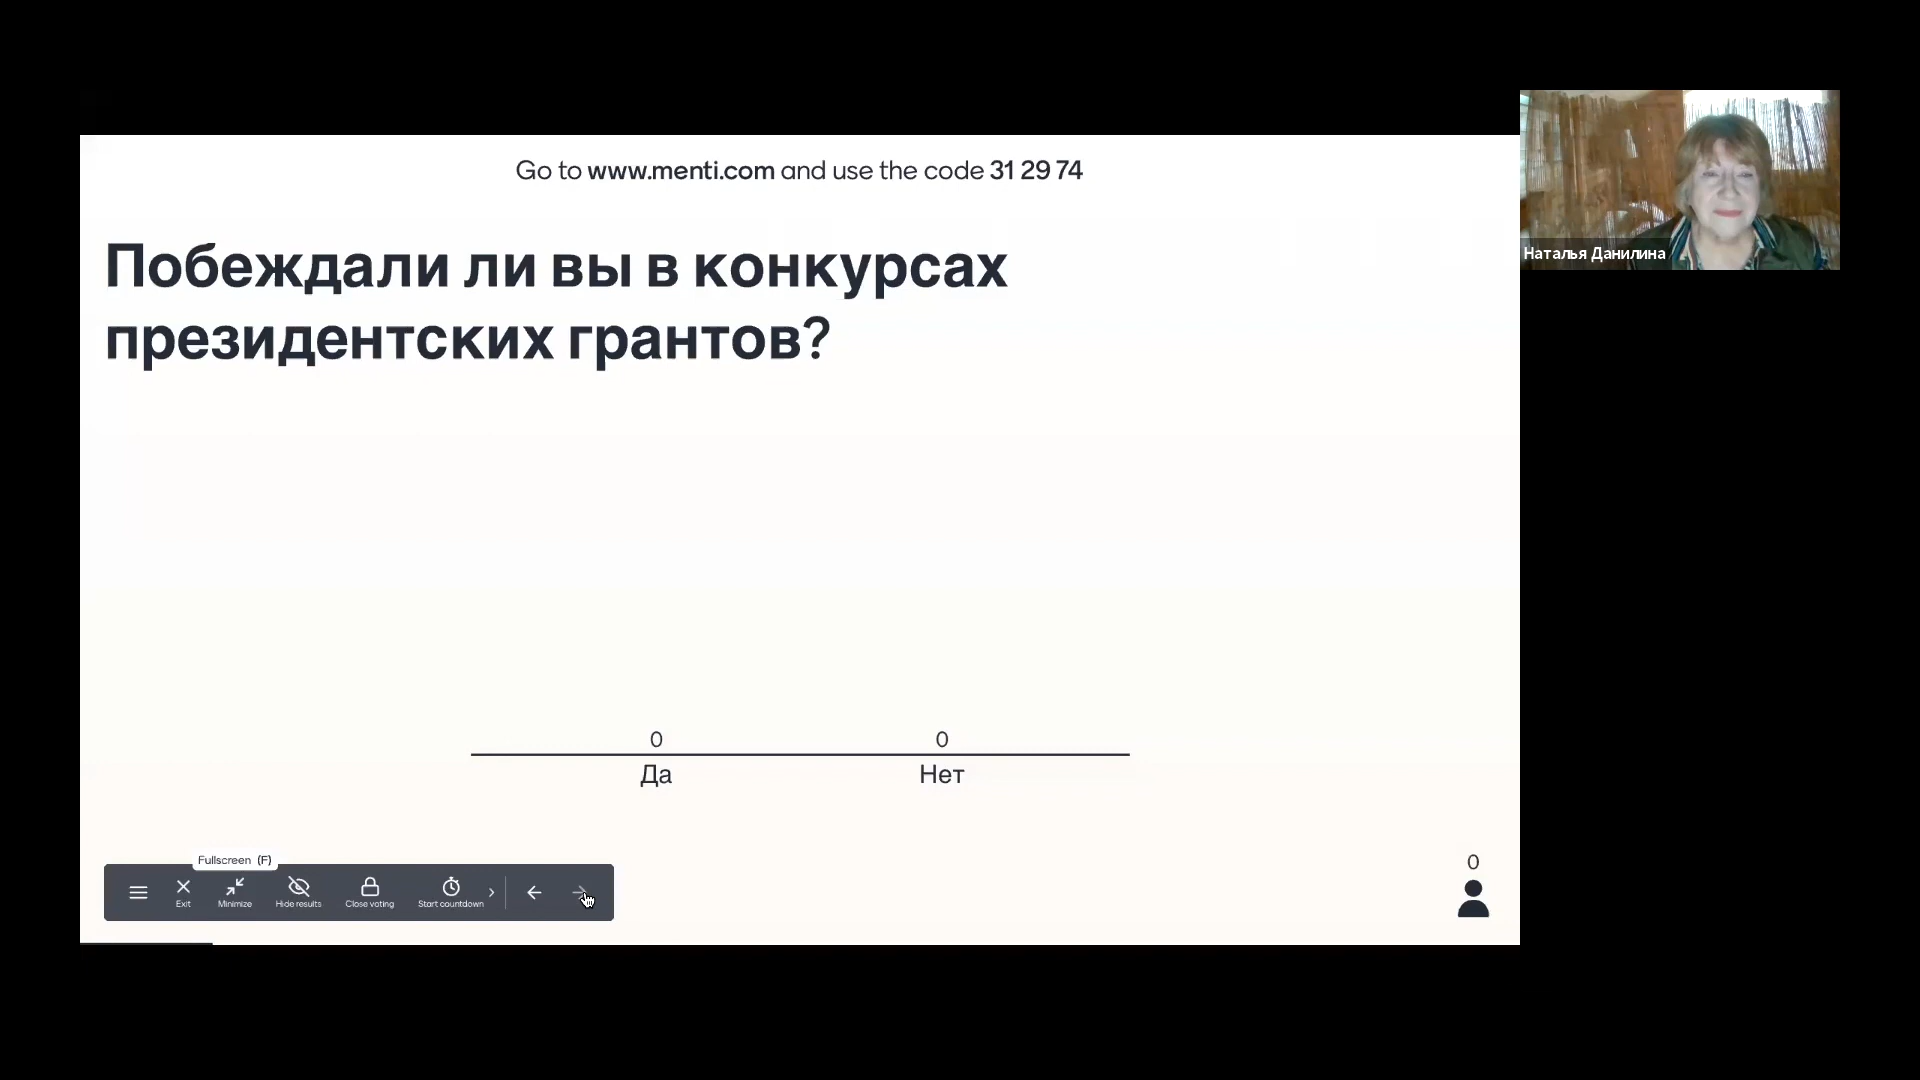 Go to www.menti.com and use the code 31 29 74
Наталья Данилина
Побеждали ли вы в конкурсах
президентских грантов?
0 0
Да Нет
Fullscreen (F)
Exit Minimize Hide results Close voting Start countdown
0